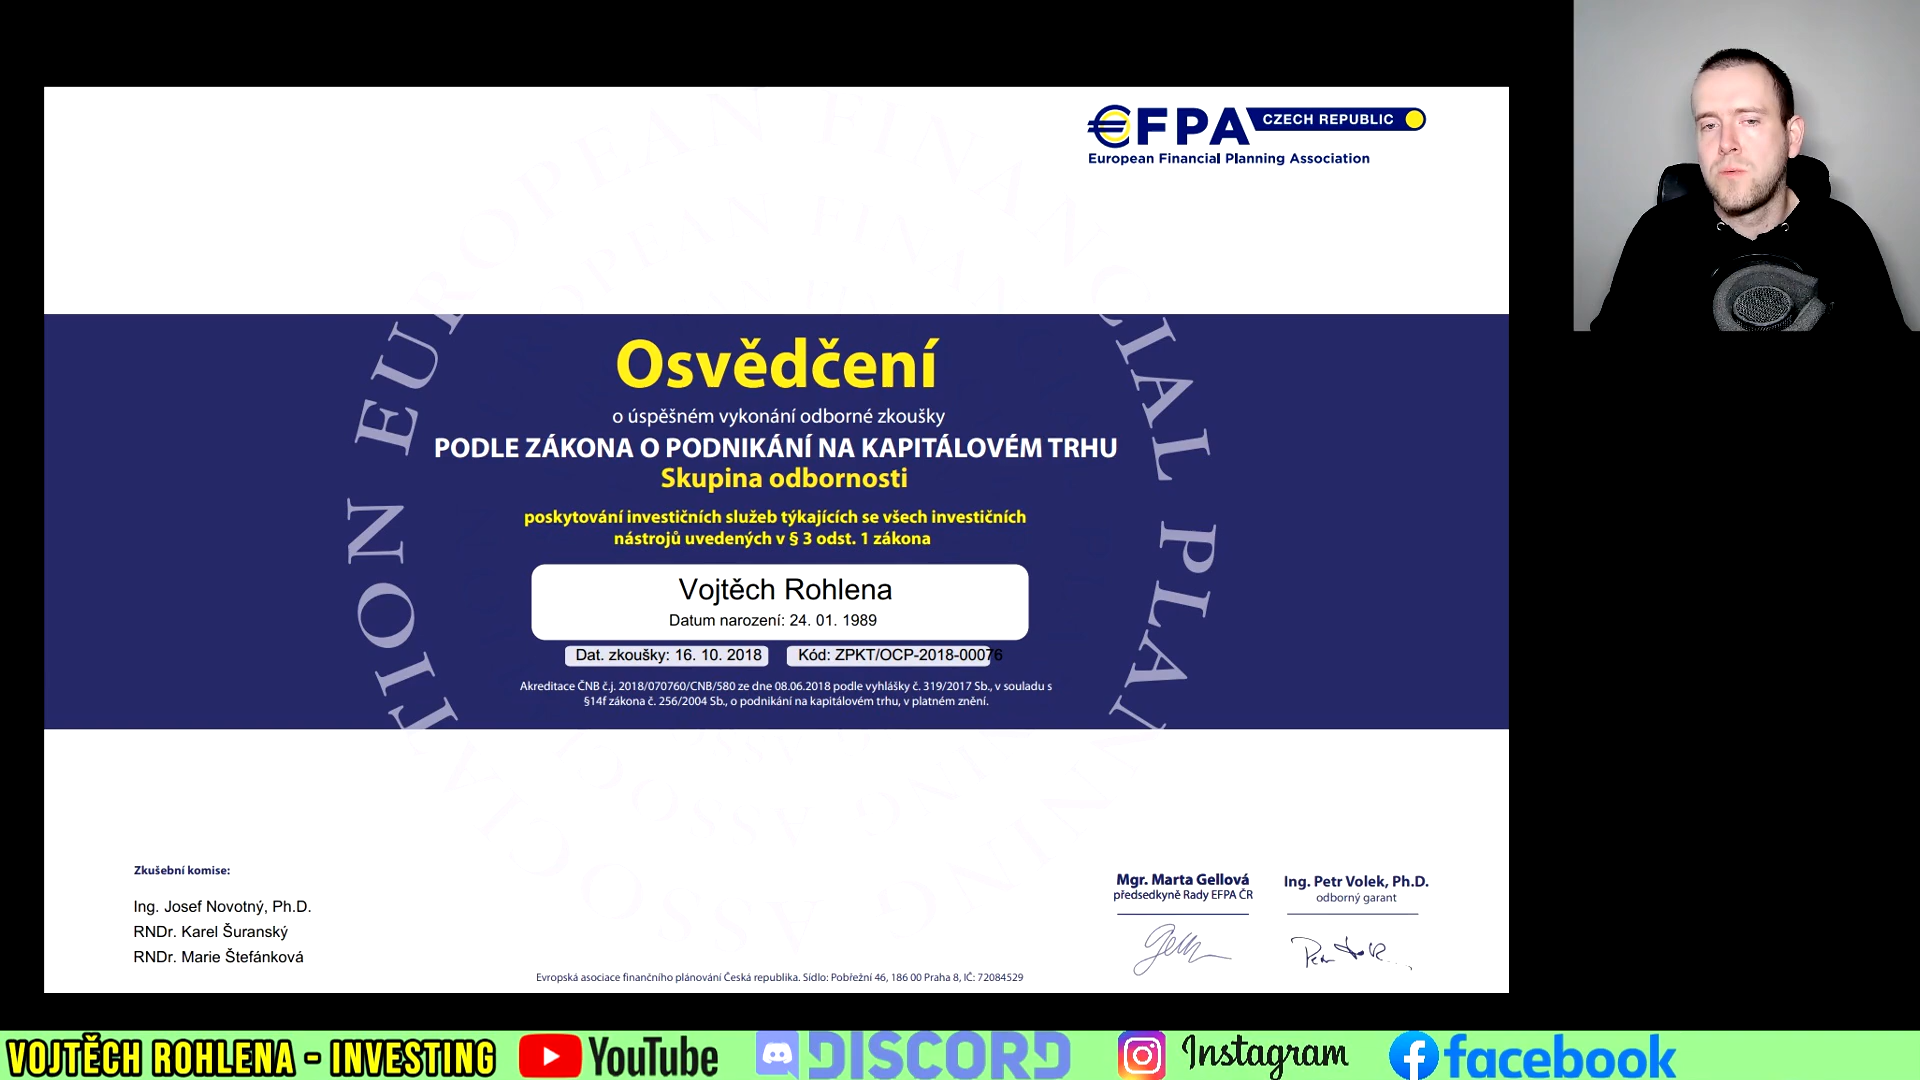 EFPA CZECH REPUBLIC
European Financial Planning Association
EUROPEAN FINANCIAL PLANNING ASSOCIATION
Osvědčení
o úspěšném vykonání odborné zkoušky
PODLE ZÁKONA O PODNIKÁNÍ NA KAPITÁLOVÉM TRHU
Skupina odbornosti
poskytování investičních služeb týkajících se všech investičních
nástrojů uvedených v § 3 odst. 1 zákona
Vojtěch Rohlena
Datum narození: 24. 01. 1989
Dat. zkoušky: 16. 10. 2018 Kód: ZPKT/OCP-2018-00076
Akreditace ČNB č.j. 2018/070760/CNB/580 ze dne 08.06.2018 podle vyhlášky č. 319/2017 Sb., v souladu s
§14f zákona č. 256/2004 Sb., o podnikání na kapitálovém trhu, v platném znění.
Zkušební komise:
Ing. Josef Novotný, Ph.D.
RNDr. Karel Šuranský
RNDr. Marie Štefánková
Mgr. Marta Gellová
předsedkyně Rady EFPA ČR
Ing. Petr Volek, Ph.D.
odborný garant
Evropská asociace finančního plánování Česká republika. Sídlo: Pobřežní 46, 186 00 Praha 8, IČ: 72084529
VOJTĚCH ROHLENA - INVESTING YouTube DISCORD Instagram facebook